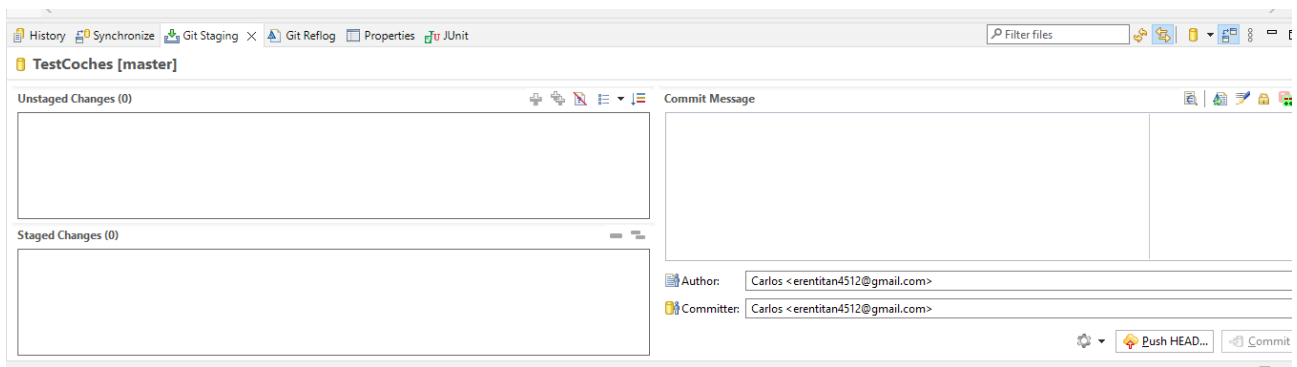 History Synchronize Git Staging Git Reflog Properties JUnit Filter files
TestCoches [master]
Unstaged Changes (0)
Commit Message
Staged Changes (0)
Author: Carlos <erentitan4512@gmail.com>
Committer: Carlos <erentitan4512@gmail.com>
Push HEAD... Commit